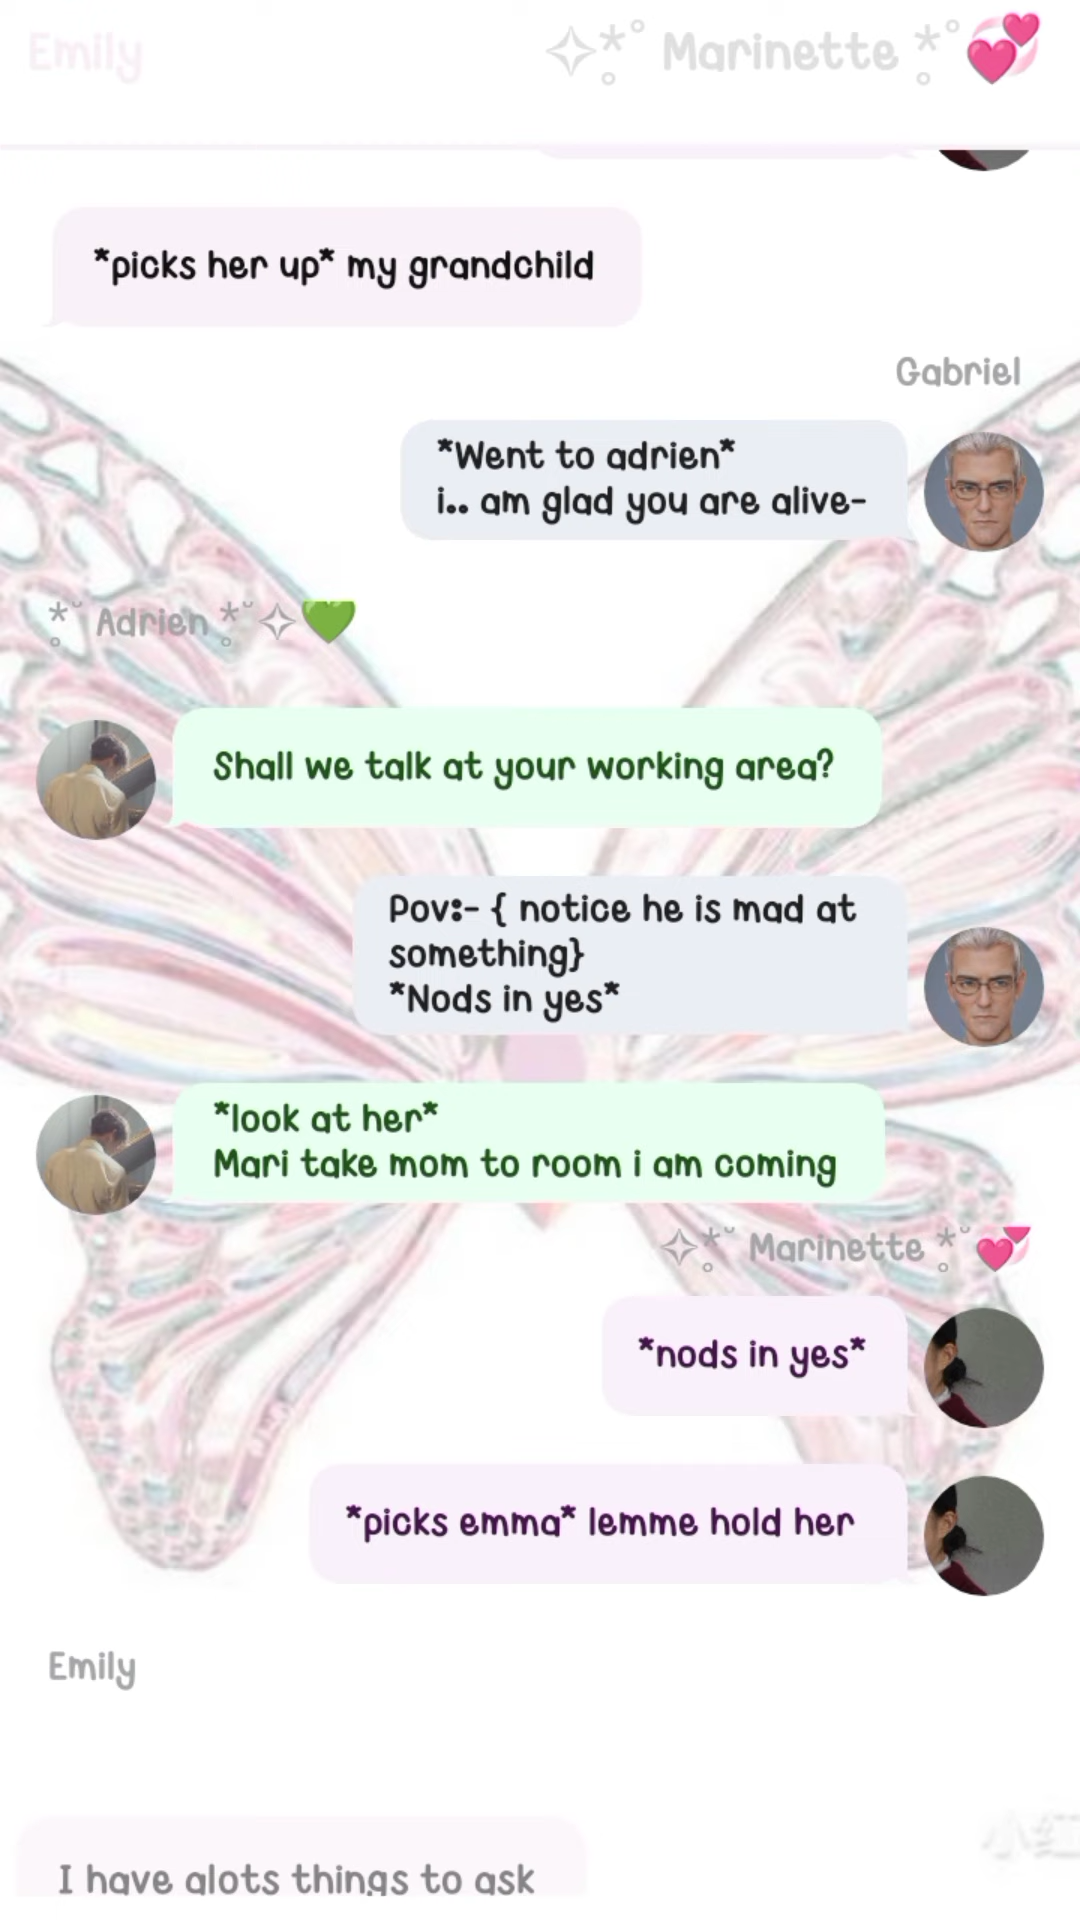 Emily
Marinette
*picks her up* my grandchild
Gabriel
*Went to adrien*
i.. am glad you are alive-
Adrien
Shall we talk at your working area?
Pov:- { notice he is mad at
something}
*Nods in yes*
*look at her*
Mari take mom to room i am coming
Marinette
*nods in yes*
*picks emma* lemme hold her
Emily
小红
I have alots things to ask